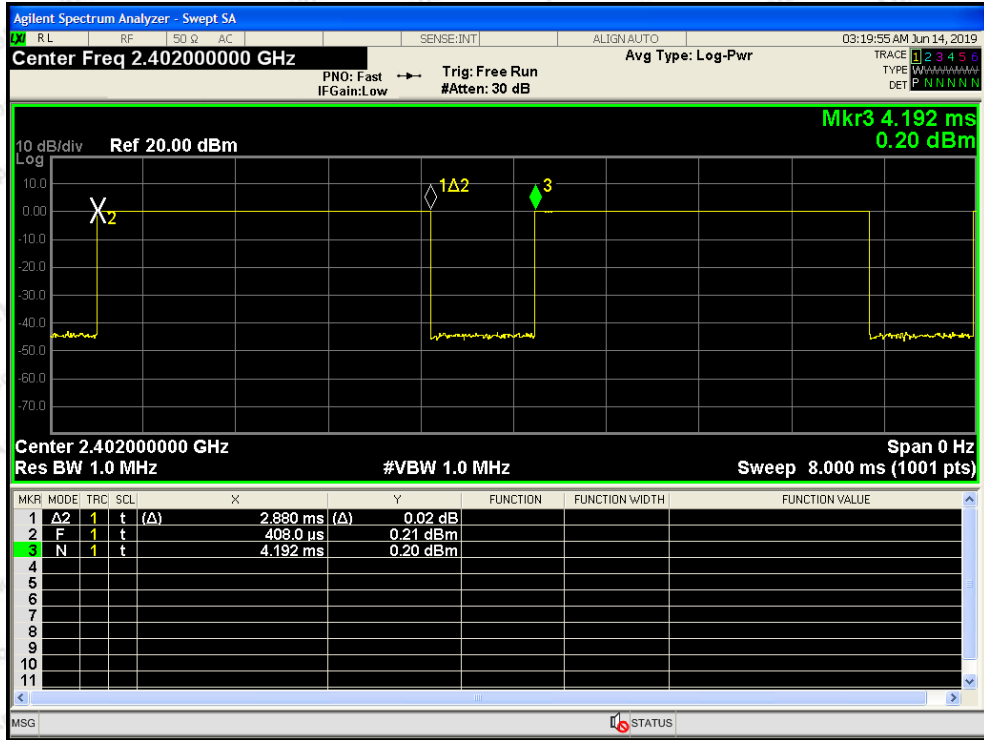 Agilent Spectrum Analyzer - Swept SA
LXI RL RF 50 Ω AC SENSE:INT ALIGN AUTO 03:19:55 AM Jun 14, 2019
Center Freq 2.402000000 GHz Avg Type: Log-Pwr TRACE 1 2 3 4 5 6
PNO: Fast Trig: Free Run TYPE WWWWWW
IFGain:Low #Atten: 30 dB DET P N N N N N
Mkr3 4.192 ms
10 dB/div Ref 20.00 dBm 0.20 dBm
Log
10.0 1Δ2 3
0.00 X2
-10.0
-20.0
-30.0
-40.0
-50.0
-60.0
-70.0
Center 2.402000000 GHz Span 0 Hz
Res BW 1.0 MHz #VBW 1.0 MHz Sweep 8.000 ms (1001 pts)
MKR MODE TRC SCL X Y FUNCTION FUNCTION WIDTH FUNCTION VALUE
1 Δ2 1 t (Δ) 2.880 ms (Δ) 0.02 dB
2 F 1 t 408.0 µs 0.21 dBm
3 N 1 t 4.192 ms 0.20 dBm
4
5
6
7
8
9
10
11
MSG STATUS